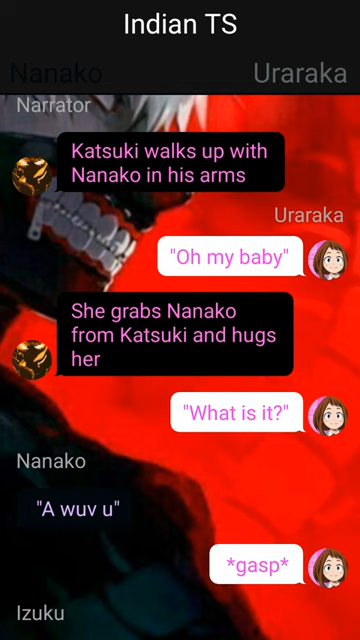 Indian TS
Nanako
Uraraka
Narrator
Katsuki walks up with
Nanako in his arms
Uraraka
"Oh my baby"
She grabs Nanako
from Katsuki and hugs
her
"What is it?"
Nanako
"A wuv u"
*gasp*
Izuku